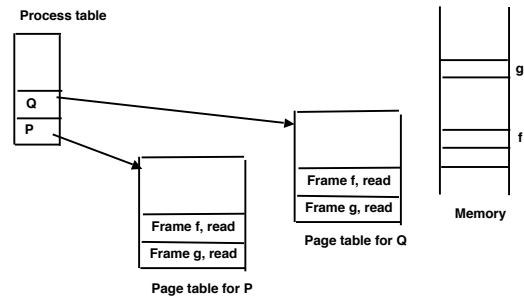 Process table
g
Q
P
f
Frame f, read
Frame g, read
Memory
Frame f, read
Page table for Q
Frame g, read
Page table for P